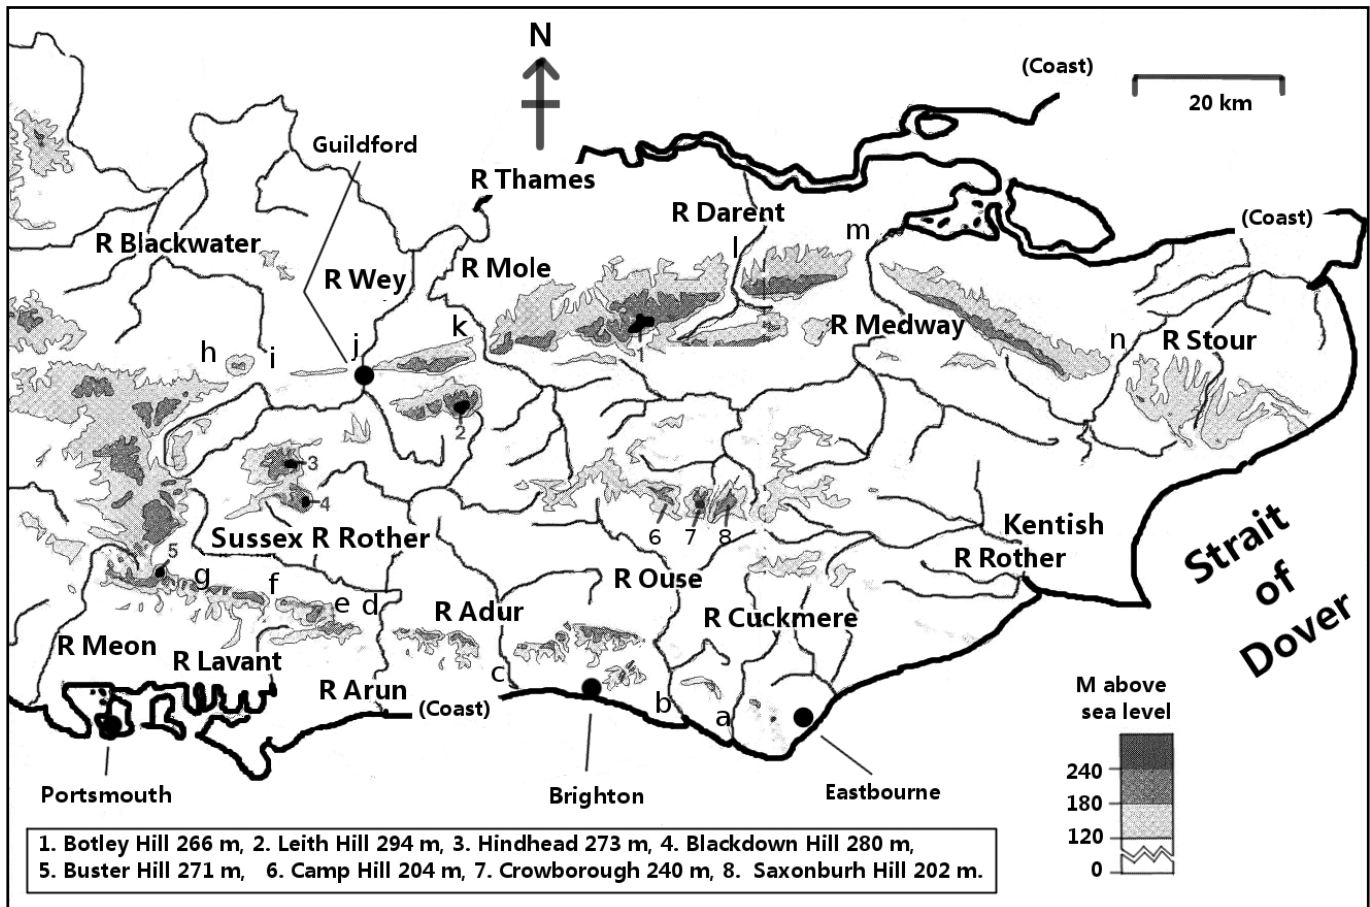 N
(Coast)
20 km
Guildford
R Thames
R Darent
(Coast)
m
l
R Blackwater
R Wey
R Mole
k
R Medway
n
R Stour
h
i
j
1
2
3
4
Sussex R Rother
5
6
7
8
Kentish
R Rother
Strait
of
Dover
g
f
e
d
R Ouse
R Adur
R Cuckmere
R Meon
R Lavant
R Arun
c
b
a
(Coast)
M above
sea level
240
180
120
0
Portsmouth
Brighton
Eastbourne
1. Botley Hill 266 m, 2. Leith Hill 294 m, 3. Hindhead 273 m, 4. Blackdown Hill 280 m,
5. Buster Hill 271 m, 6. Camp Hill 204 m, 7. Crowborough 240 m, 8. Saxonburh Hill 202 m.